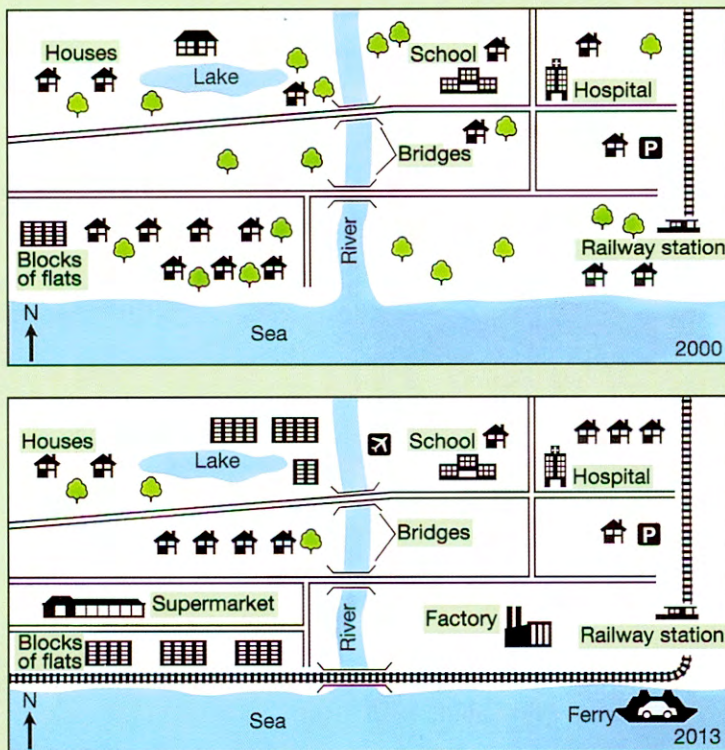 Houses
Lake
School
Hospital
Bridges
P
Blocks
of flats
River
Railway station
N
Sea
2000
Houses
Lake
School
Hospital
Bridges
P
Supermarket
Factory
River
Blocks
of flats
Railway station
N
Sea
Ferry
2013